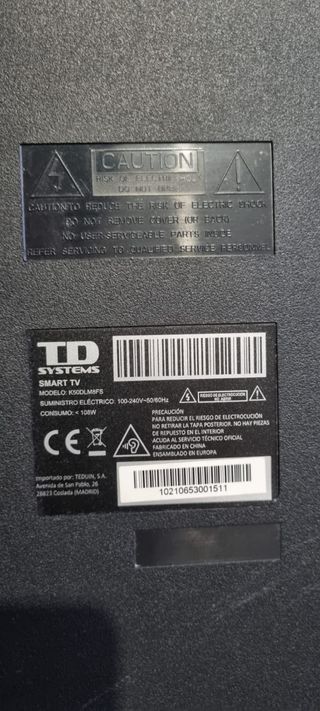 CAUTION
RISK OF ELECTRIC SHOCK
DO NOT OPEN
CAUTION:TO REDUCE THE RISK OF ELECTRIC SHOCK
DO NOT REMOVE COVER (OR BACK)
NO USER-SERVICEABLE PARTS INSIDE
REFER SERVICING TO QUALIFIED SERVICE PERSONNEL
TD
SYSTEMS
SMART TV
MODELO: K50DLM8FS
SUMINISTRO ELÉCTRICO: 100-240V~50/60Hz
CONSUMO: < 108W
RIESGO DE ELECTROCUCIÓN
NO ABRIR
PRECAUCIÓN
PARA REDUCIR EL RIESGO DE ELECTROCUCIÓN
NO RETIRAR LA TAPA POSTERIOR. NO HAY PIEZAS
DE REPUESTO EN EL INTERIOR
ACUDA AL SERVICIO TÉCNICO OFICIAL
FABRICADO EN CHINA
ENSAMBLADO EN EUROPA
CE
Importado por: TEDUIN, S.A.
Avenida de San Pablo, 26
28823 Coslada (MADRID)
10210653001511